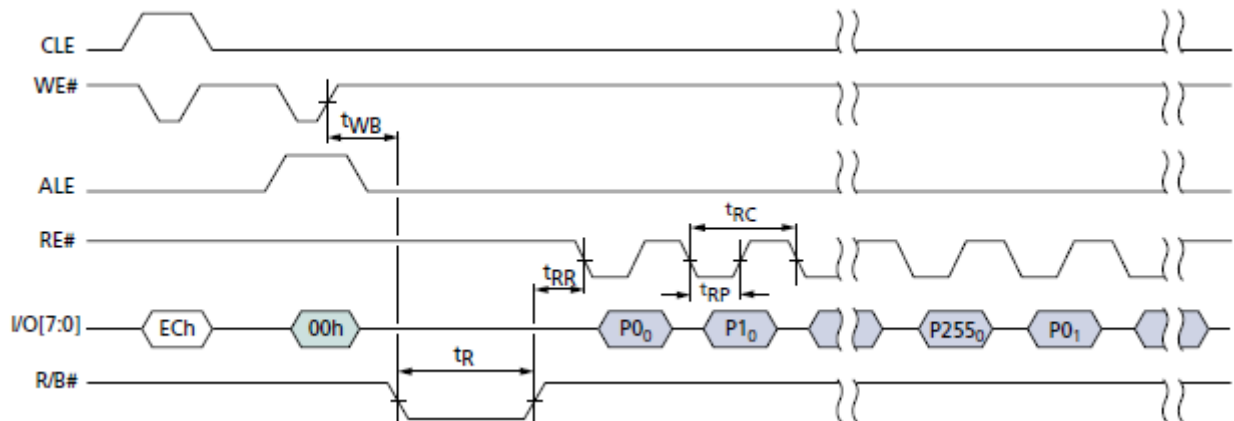 CLE
WE#
tWB
ALE
tRC
RE#
tRR
tRP
I/O[7:0] ECh 00h P0₀ P1₀ P255₀ P0₁
tR
R/B#